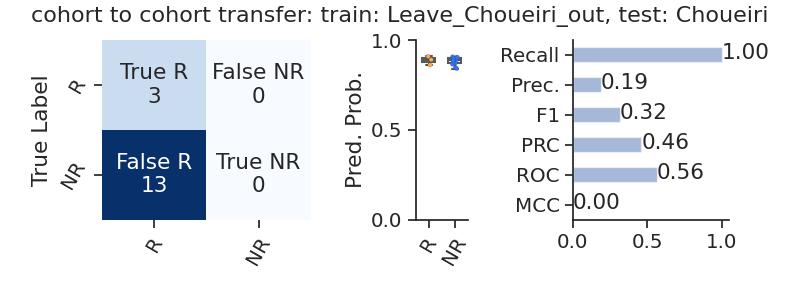 cohort to cohort transfer: train: Leave_Choueiri_out, test: Choueiri
True Label
R
NR
True R
3
False NR
0
False R
13
True NR
0
R
NR
Pred. Prob.
1.0
0.5
0.0
R
NR
Recall
1.00
Prec.
0.19
F1
0.32
PRC
0.46
ROC
0.56
MCC
0.00
0.0
0.5
1.0